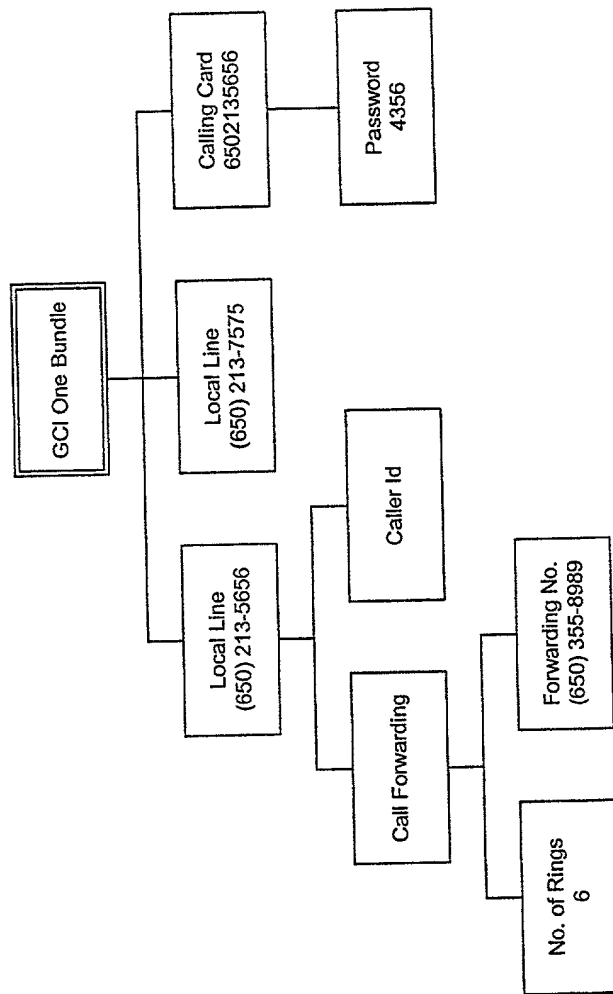 GCI One Bundle
Local Line
(650) 213-5656
Local Line
(650) 213-7575
Calling Card
6502135656
Call Forwarding
Caller Id
Password
4356
No. of Rings
6
Forwarding No.
(650) 355-8989